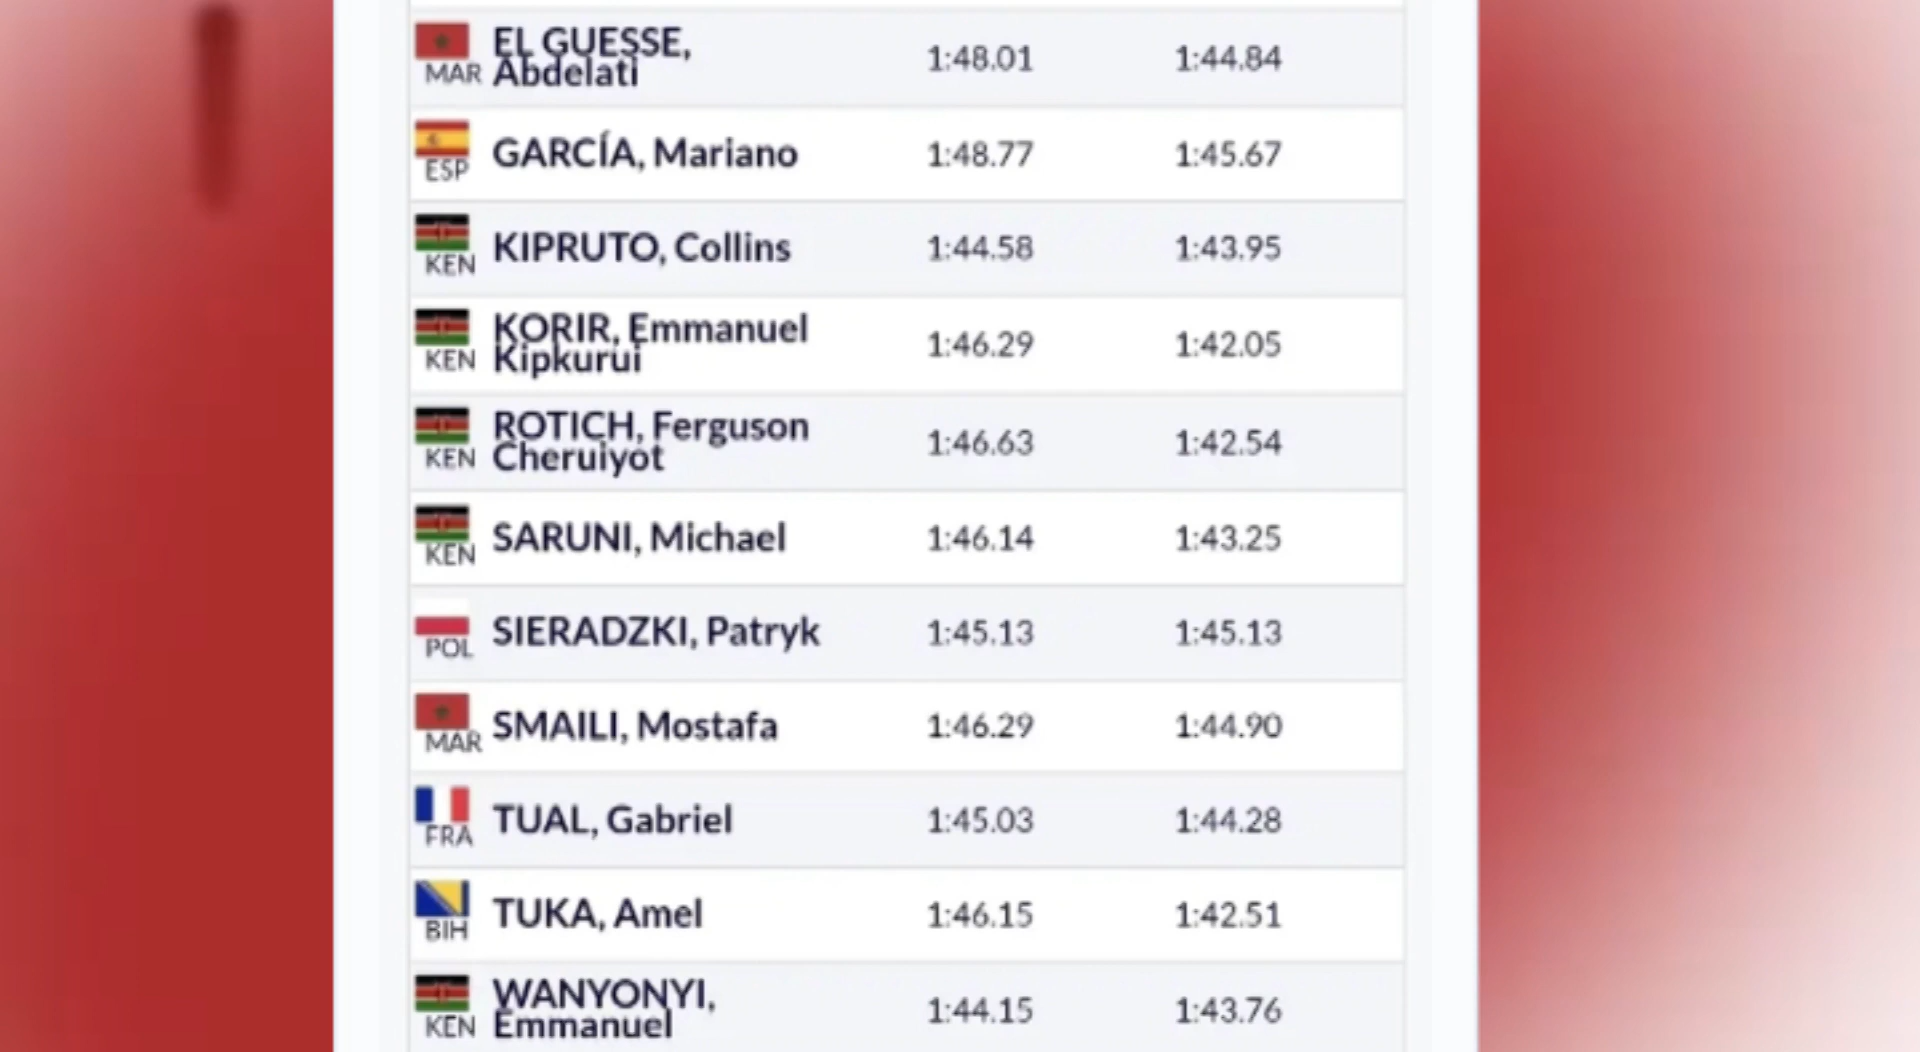 EL GUESSE,
MAR Abdelati 1:48.01 1:44.84
ESP GARCÍA, Mariano 1:48.77 1:45.67
KEN KIPRUTO, Collins 1:44.58 1:43.95
KORIR, Emmanuel
KEN Kipkurui 1:46.29 1:42.05
ROTICH, Ferguson
KEN Cheruiyot 1:46.63 1:42.54
KEN SARUNI, Michael 1:46.14 1:43.25
POL SIERADZKI, Patryk 1:45.13 1:45.13
MAR SMAILI, Mostafa 1:46.29 1:44.90
FRA TUAL, Gabriel 1:45.03 1:44.28
BIH TUKA, Amel 1:46.15 1:42.51
WANYONYI,
KEN Emmanuel 1:44.15 1:43.76